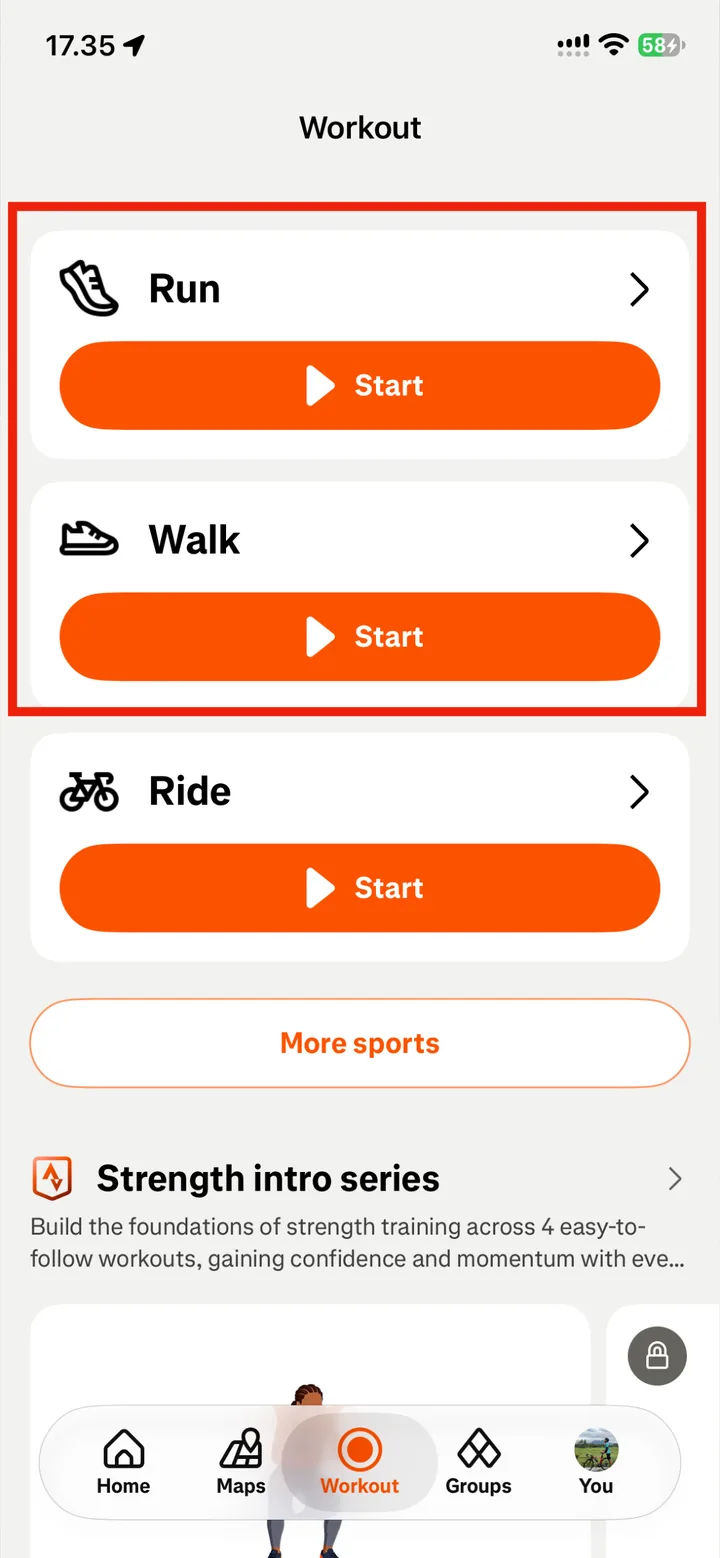 17.35
58
Workout
Run
Start
Walk
Start
Ride
Start
More sports
Strength intro series
Build the foundations of strength training across 4 easy-to-
follow workouts, gaining confidence and momentum with eve...
Home
Maps
Workout
Groups
You